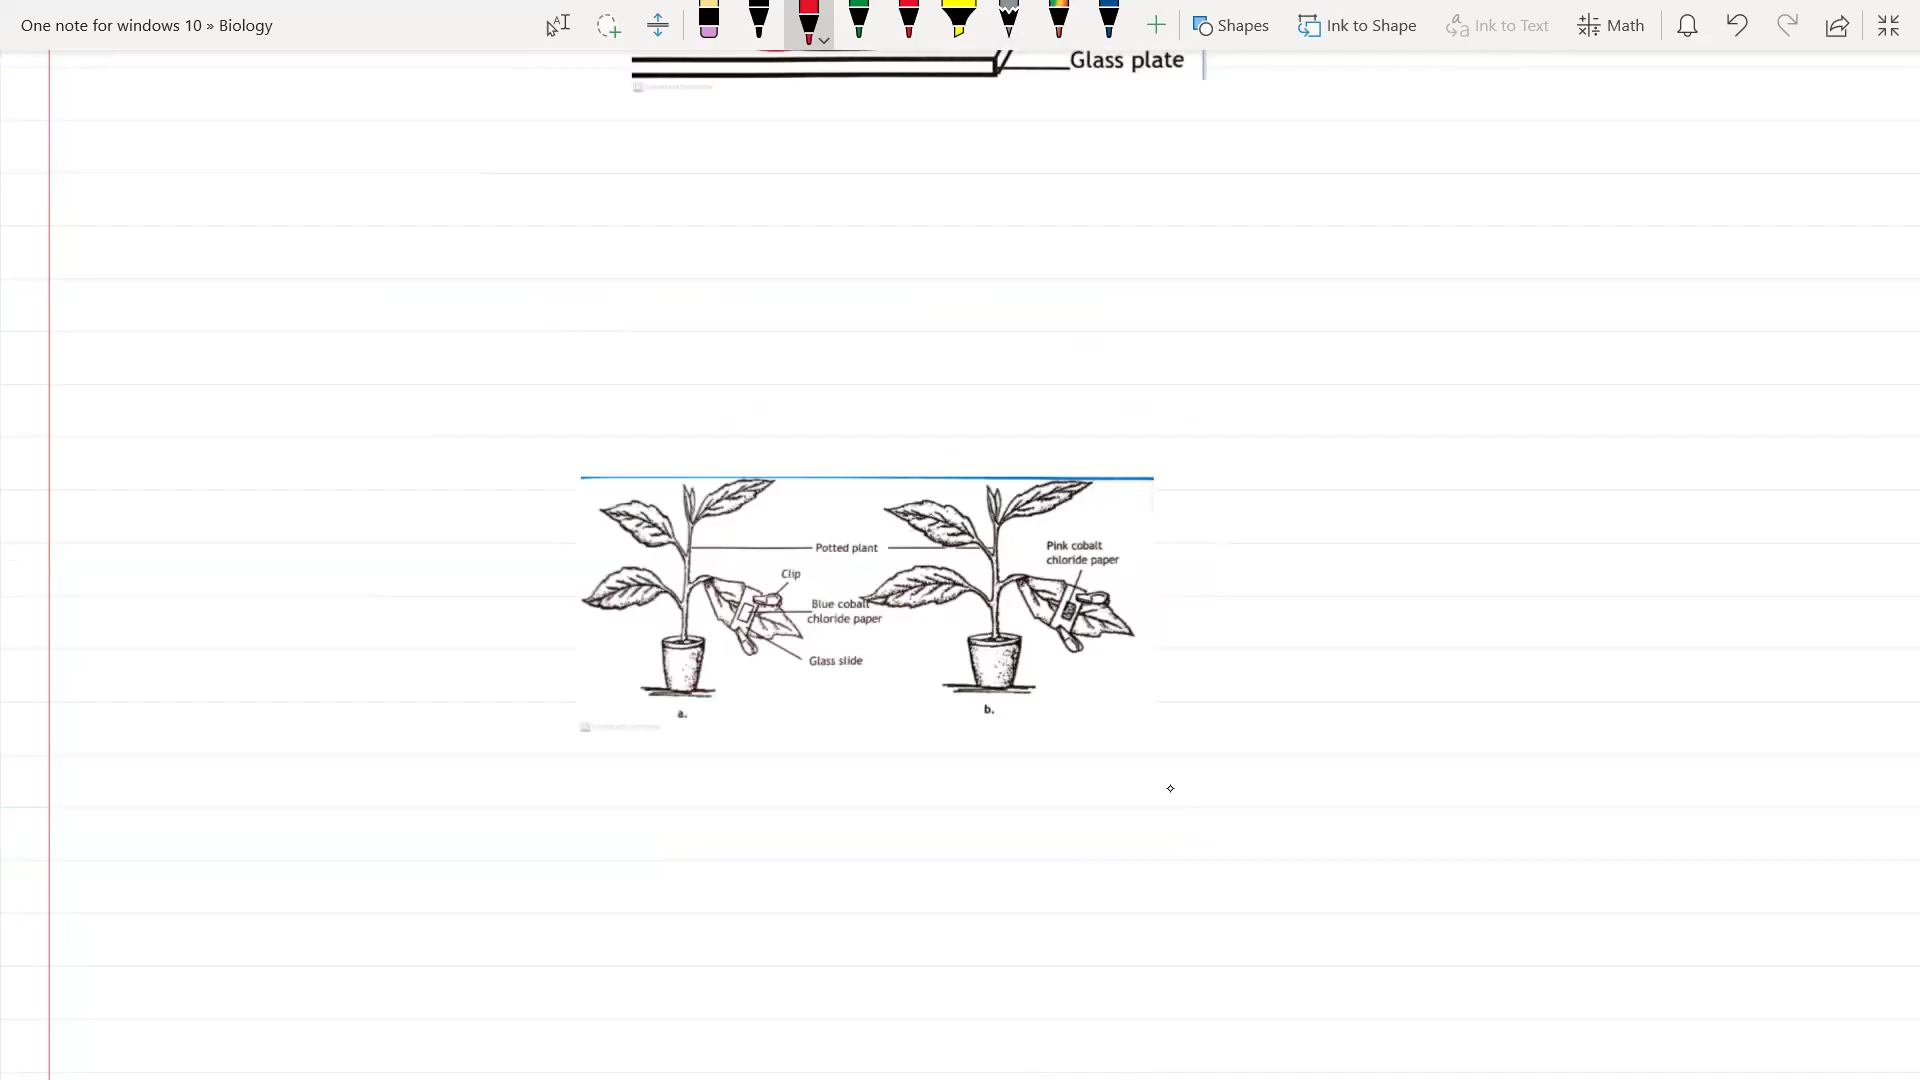 One note for windows 10 » Biology
Shapes
Ink to Shape
Ink to Text
Math
Glass plate
Potted plant
Pink cobalt
chloride paper
Clip
Blue cobalt
chloride paper
Glass slide
a.
b.